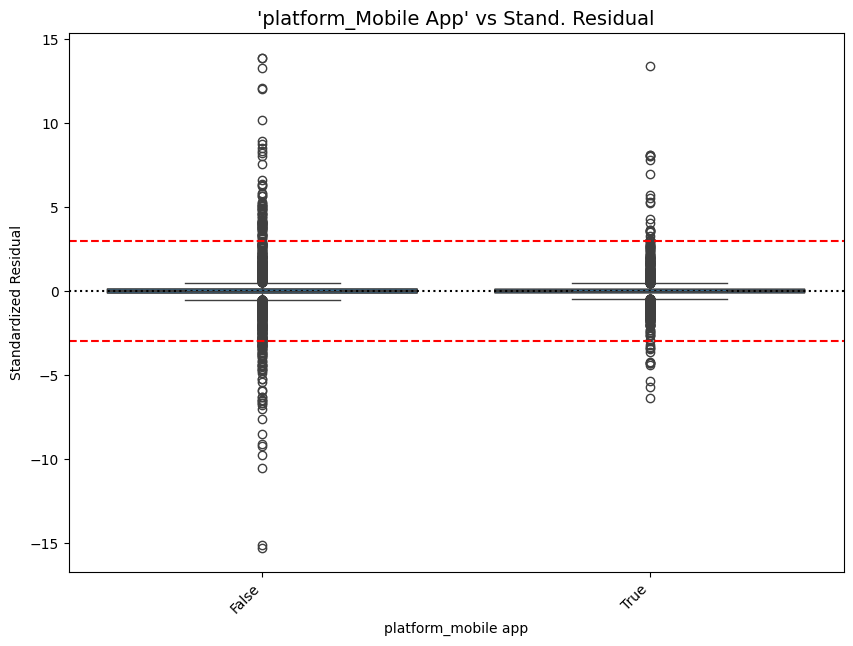 'platform_Mobile App' vs Stand. Residual
15
10
5
0
−5
−10
−15
Standardized Residual
False
True
platform_mobile app